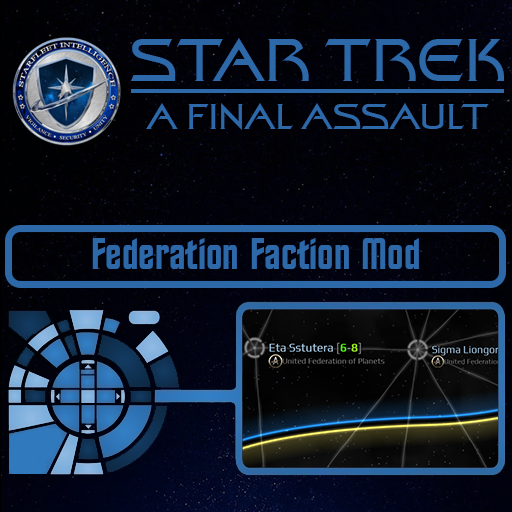 STARFLEET INTELLIGENCE
VIGILANCE • SECURITY • UNITY
STAR TREK
A FINAL ASSAULT
Federation Faction Mod
Eta Sstutera [6-8]
United Federation of Planets
Sigma Liongor
United Federation